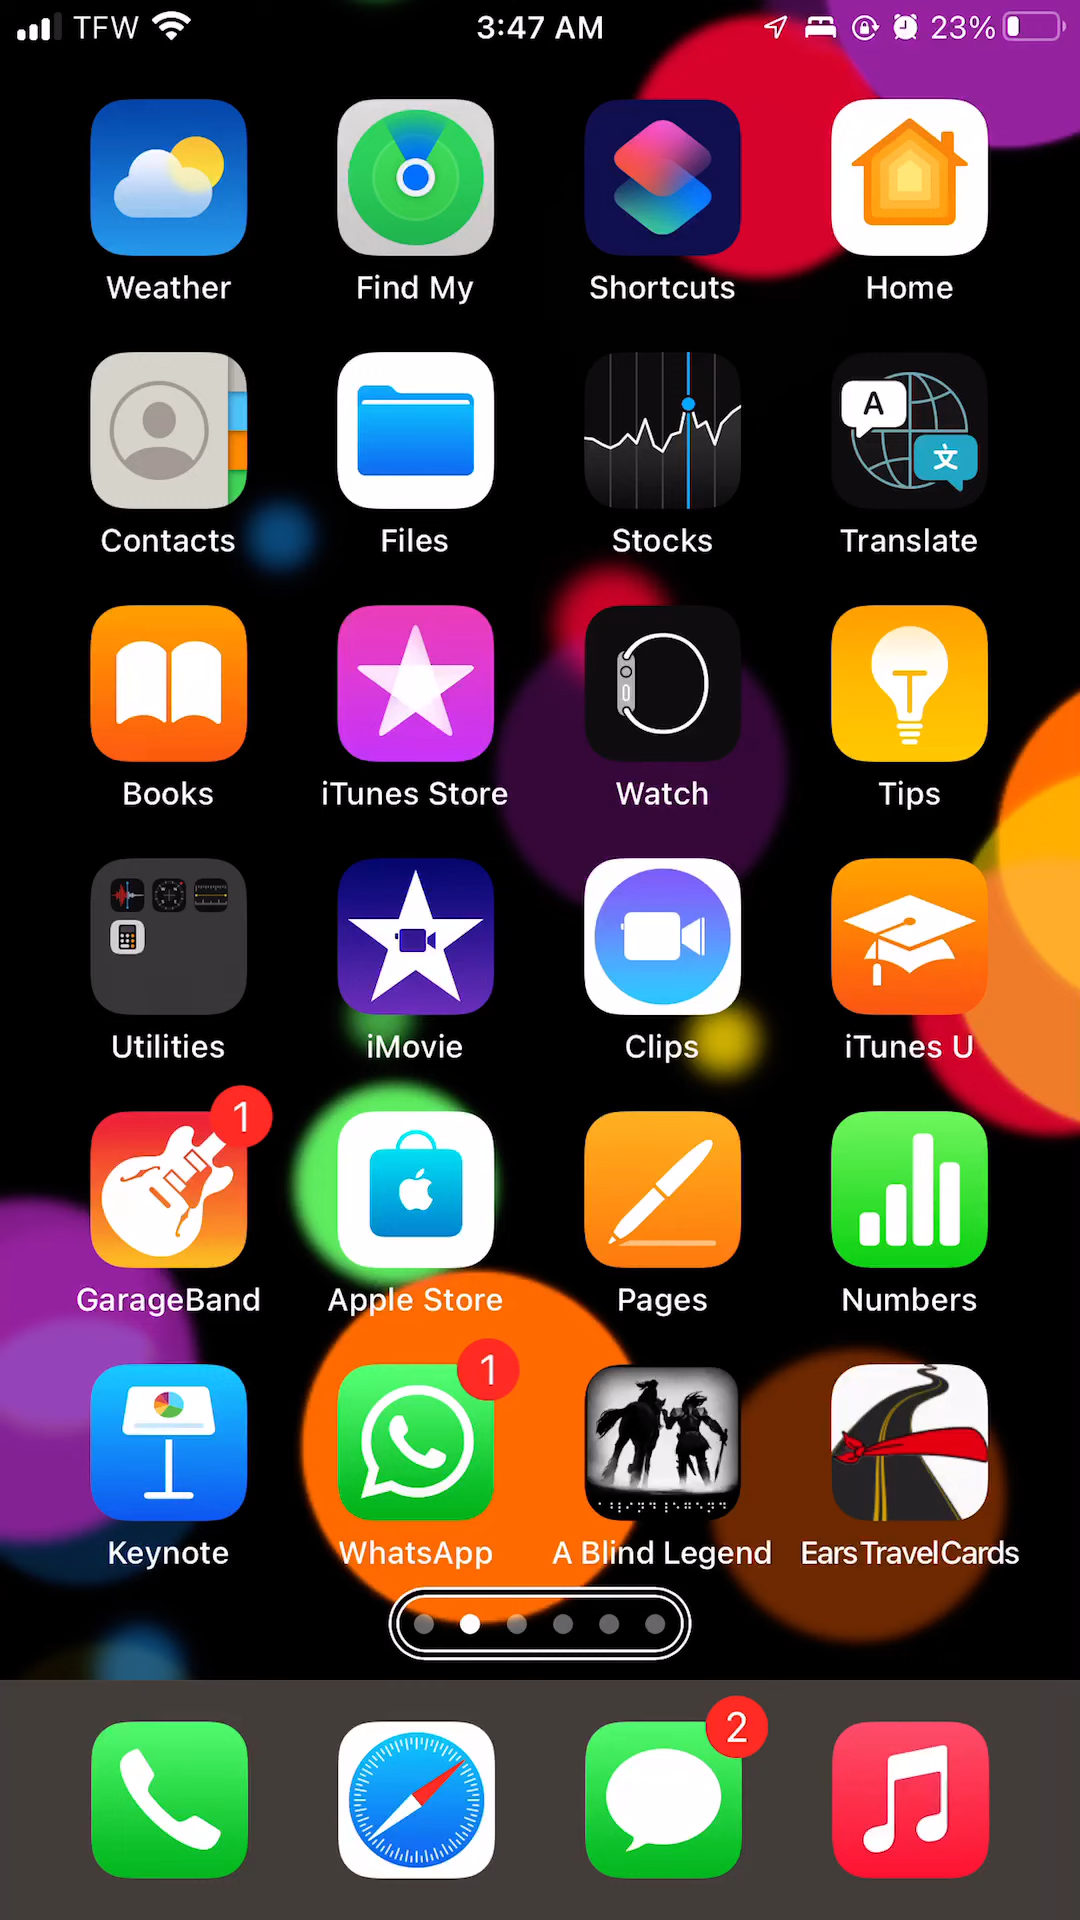 TFW 3:47 AM 23%
Weather Find My Shortcuts Home
A 文
Contacts Files Stocks Translate
Books iTunes Store Watch Tips
Utilities iMovie Clips iTunes U
1
GarageBand Apple Store Pages Numbers
1
Keynote WhatsApp A Blind Legend EarsTravelCards
2